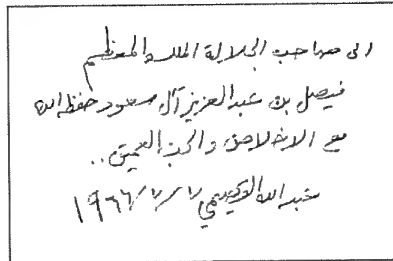 الى صاحب الجلالة الملك المعظم
فيصل بن عبد العزيز آل سعود حفظه الله
مع الاخلاص والحب العميق..
عبد الله القصيمي ١٩٦٦/٧/٧